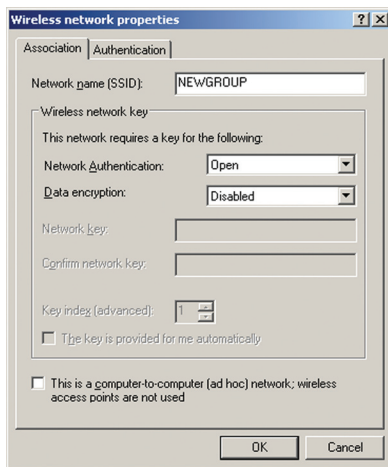 Wireless network properties
Association
Authentication
Network name (SSID):
NEWGROUP
Wireless network key
This network requires a key for the following:
Network Authentication:
Open
Data encryption:
Disabled
Network key:
Confirm network key:
Key index (advanced):
1
The key is provided for me automatically
This is a computer-to-computer (ad hoc) network; wireless
access points are not used
OK
Cancel